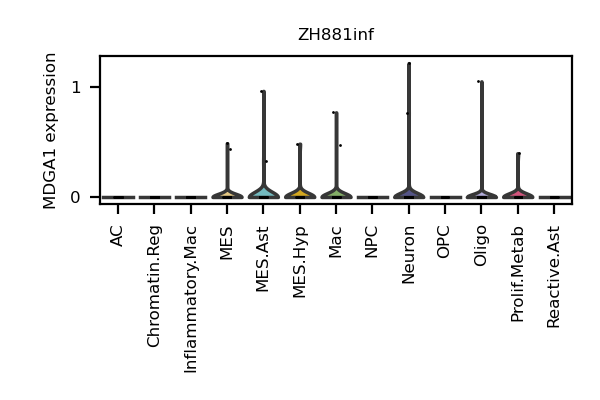 ZH881inf
MDGA1 expression
1
0
AC
Chromatin.Reg
Inflammatory.Mac
MES
MES.Ast
MES.Hyp
Mac
NPC
Neuron
OPC
Oligo
Prolif.Metab
Reactive.Ast